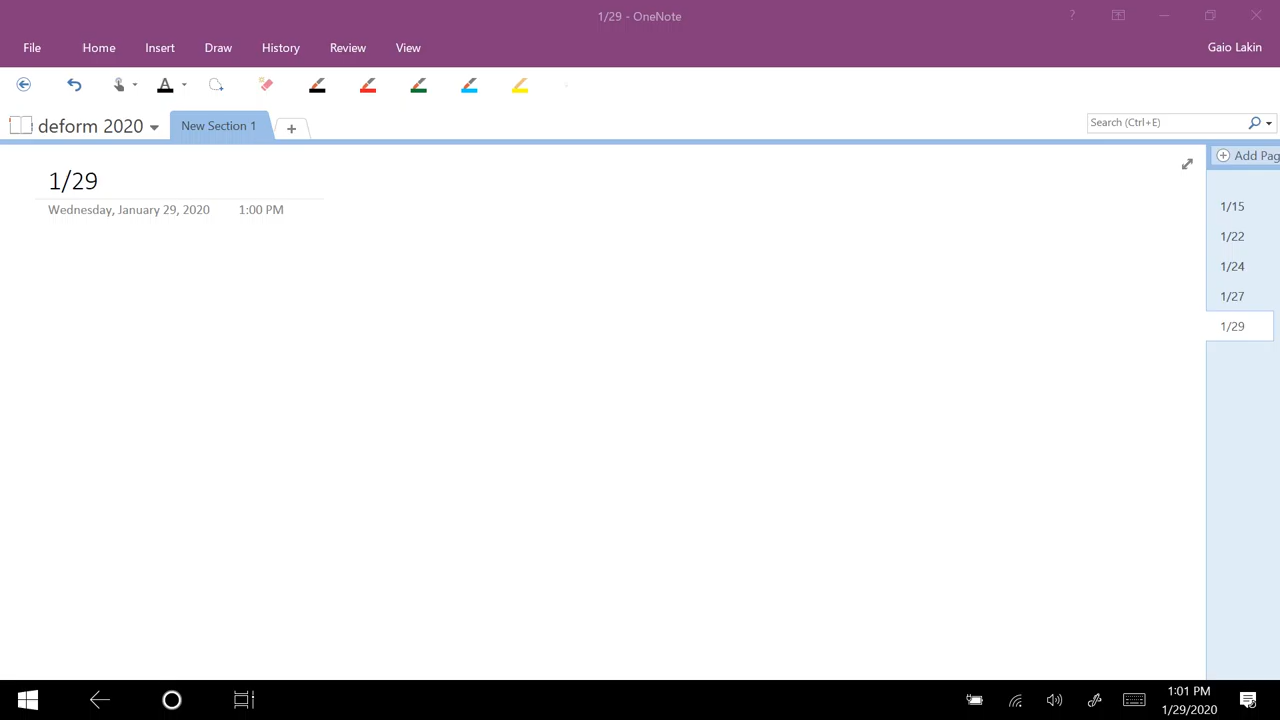 1/29 - OneNote
?
File Home Insert Draw History Review View
Gaio Lakin
A
deform 2020
New Section 1
+
Search (Ctrl+E)
1/29
Wednesday, January 29, 2020 1:00 PM
Add Pag
1/15
1/22
1/24
1/27
1/29
1:01 PM
1/29/2020